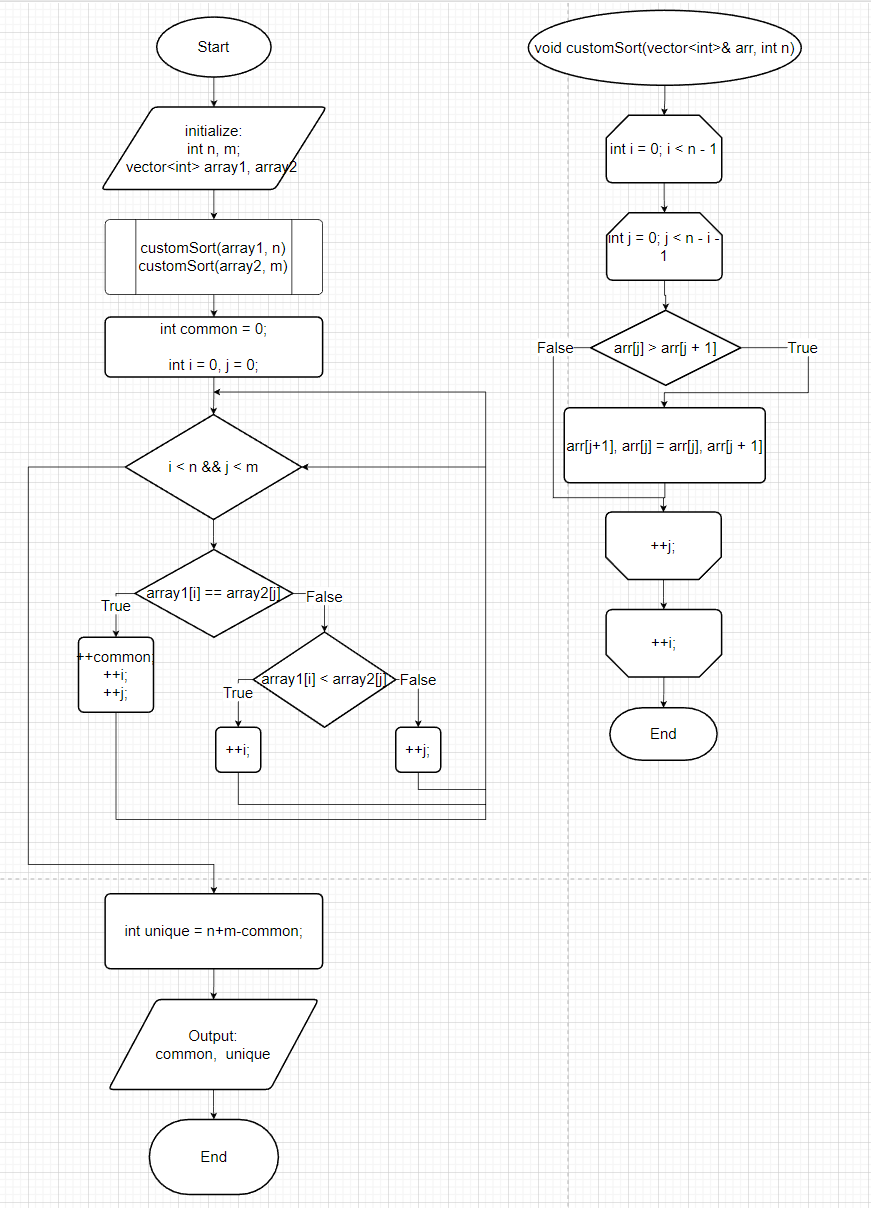 Start
initialize:
int n, m;
vector<int> array1, array2
customSort(array1, n)
customSort(array2, m)
int common = 0;
int i = 0, j = 0;
i < n && j < m
array1[i] == array2[j]
True
False
++common;
++i;
++j;
array1[i] < array2[j]
True
False
++i;
++j;
int unique = n+m-common;
Output:
common, unique
End
void customSort(vector<int>& arr, int n)
int i = 0; i < n - 1
int j = 0; j < n - i -
1
arr[j] > arr[j + 1]
False
True
arr[j+1], arr[j] = arr[j], arr[j + 1]
++j;
++i;
End